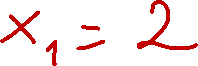 x₁ = 2